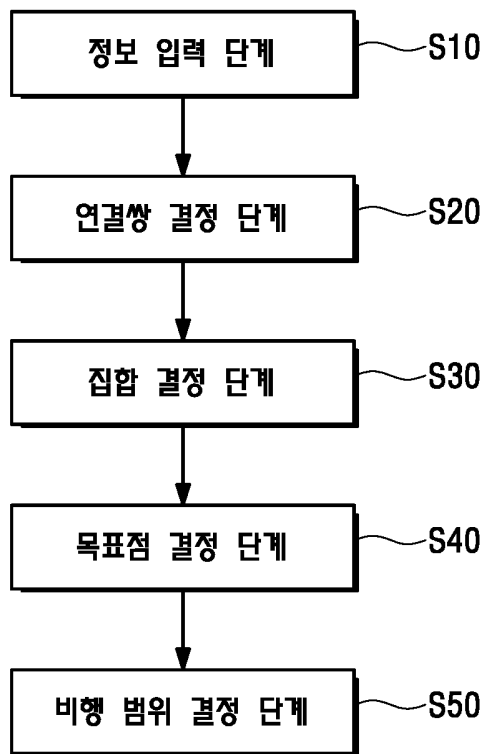 정보 입력 단계 S10
연결쌍 결정 단계 S20
집합 결정 단계 S30
목표점 결정 단계 S40
비행 범위 결정 단계 S50